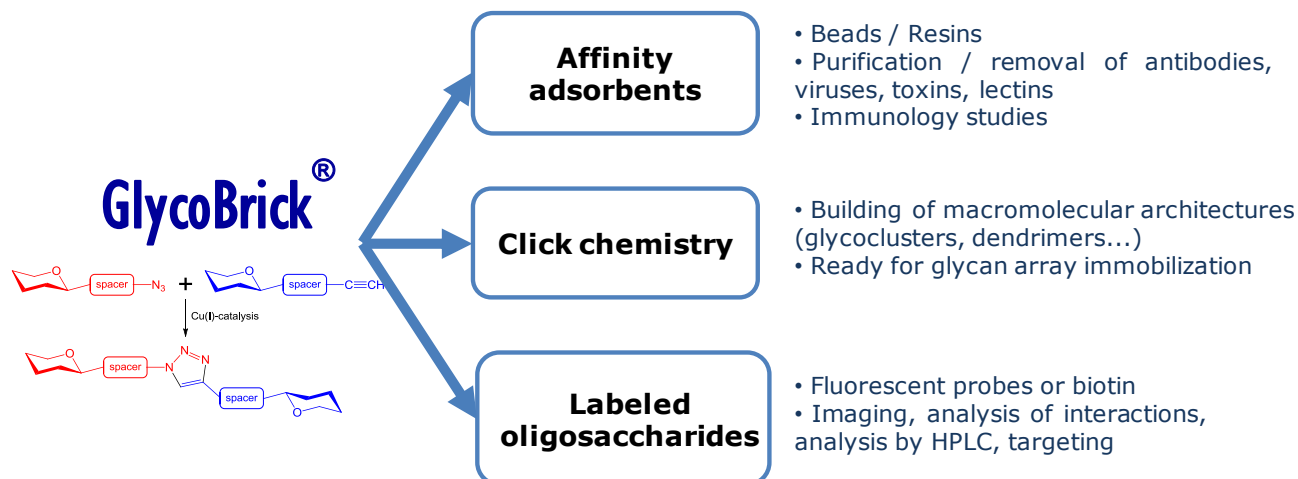 GlycoBrick®
spacer N₃ + spacer C≡CH
Cu(I)-catalysis
spacer
spacer
Affinity
adsorbents
• Beads / Resins
• Purification / removal of antibodies,
viruses, toxins, lectins
• Immunology studies
Click chemistry
• Building of macromolecular architectures
(glycoclusters, dendrimers...)
• Ready for glycan array immobilization
Labeled
oligosaccharides
• Fluorescent probes or biotin
• Imaging, analysis of interactions,
analysis by HPLC, targeting
O
O
N
N
N
O
O